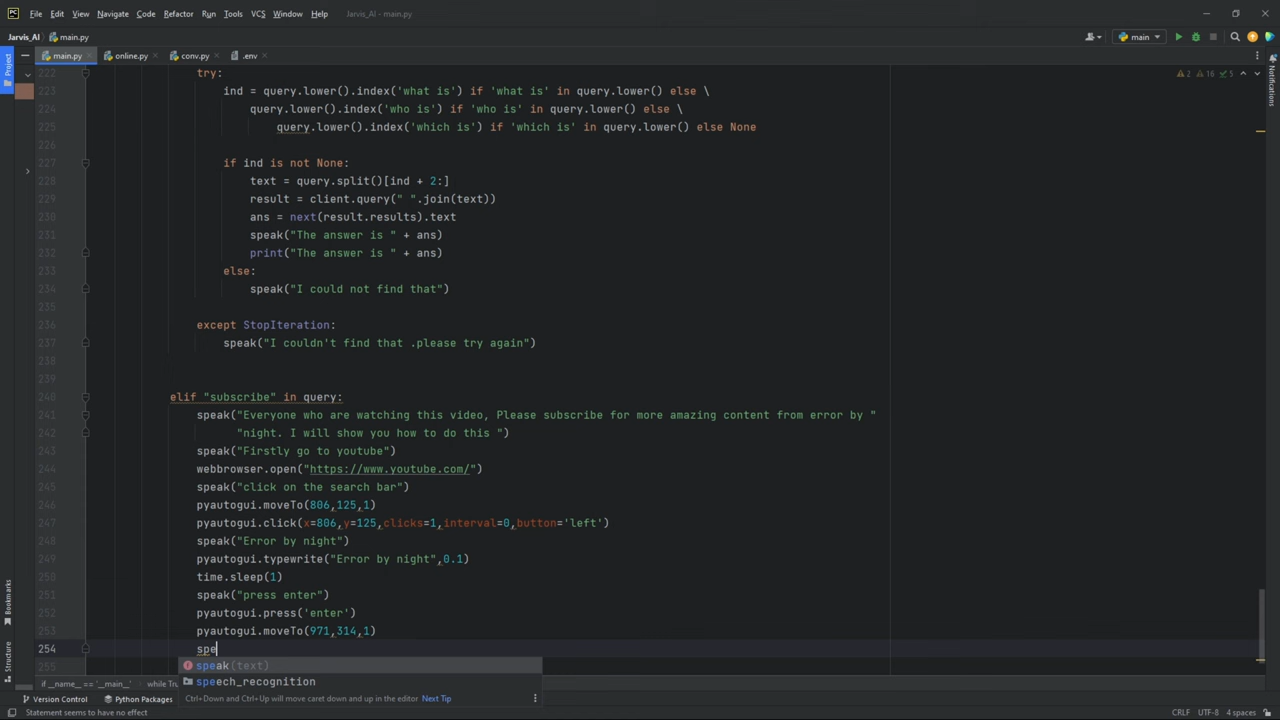 File Edit View Navigate Code Refactor Run Tools VCS Window Help Jarvis_AI - main.py
Jarvis_AI main.py main
main.py online.py conv.py .env
Project
Notifications
2 16 5
222 try:
223 ind = query.lower().index('what is') if 'what is' in query.lower() else \
224 query.lower().index('who is') if 'who is' in query.lower() else \
225 query.lower().index('which is') if 'which is' in query.lower() else None
226
227 if ind is not None:
228 text = query.split()[ind + 2:]
229 result = client.query(" ".join(text))
230 ans = next(result.results).text
231 speak("The answer is " + ans)
232 print("The answer is " + ans)
233 else:
234 speak("I could not find that")
235
236 except StopIteration:
237 speak("I couldn't find that .please try again")
238
239
240 elif "subscribe" in query:
241 speak("Everyone who are watching this video, Please subscribe for more amazing content from error by "
242 "night. I will show you how to do this ")
243 speak("Firstly go to youtube")
244 webbrowser.open("https://www.youtube.com/")
245 speak("click on the search bar")
246 pyautogui.moveTo(806,125,1)
247 pyautogui.click(x=806,y=125,clicks=1,interval=0,button='left')
248 speak("Error by night")
249 pyautogui.typewrite("Error by night",0.1)
250 time.sleep(1)
251 speak("press enter")
252 pyautogui.press('enter')
253 pyautogui.moveTo(971,314,1)
254 spe
255
speak(text)
speech_recognition
Ctrl+Down and Ctrl+Up will move caret down and up in the editor Next Tip
Bookmarks
Structure
if __name__ == '__main__' while Tru
Version Control Python Packages
Statement seems to have no effect CRLF UTF-8 4 spaces